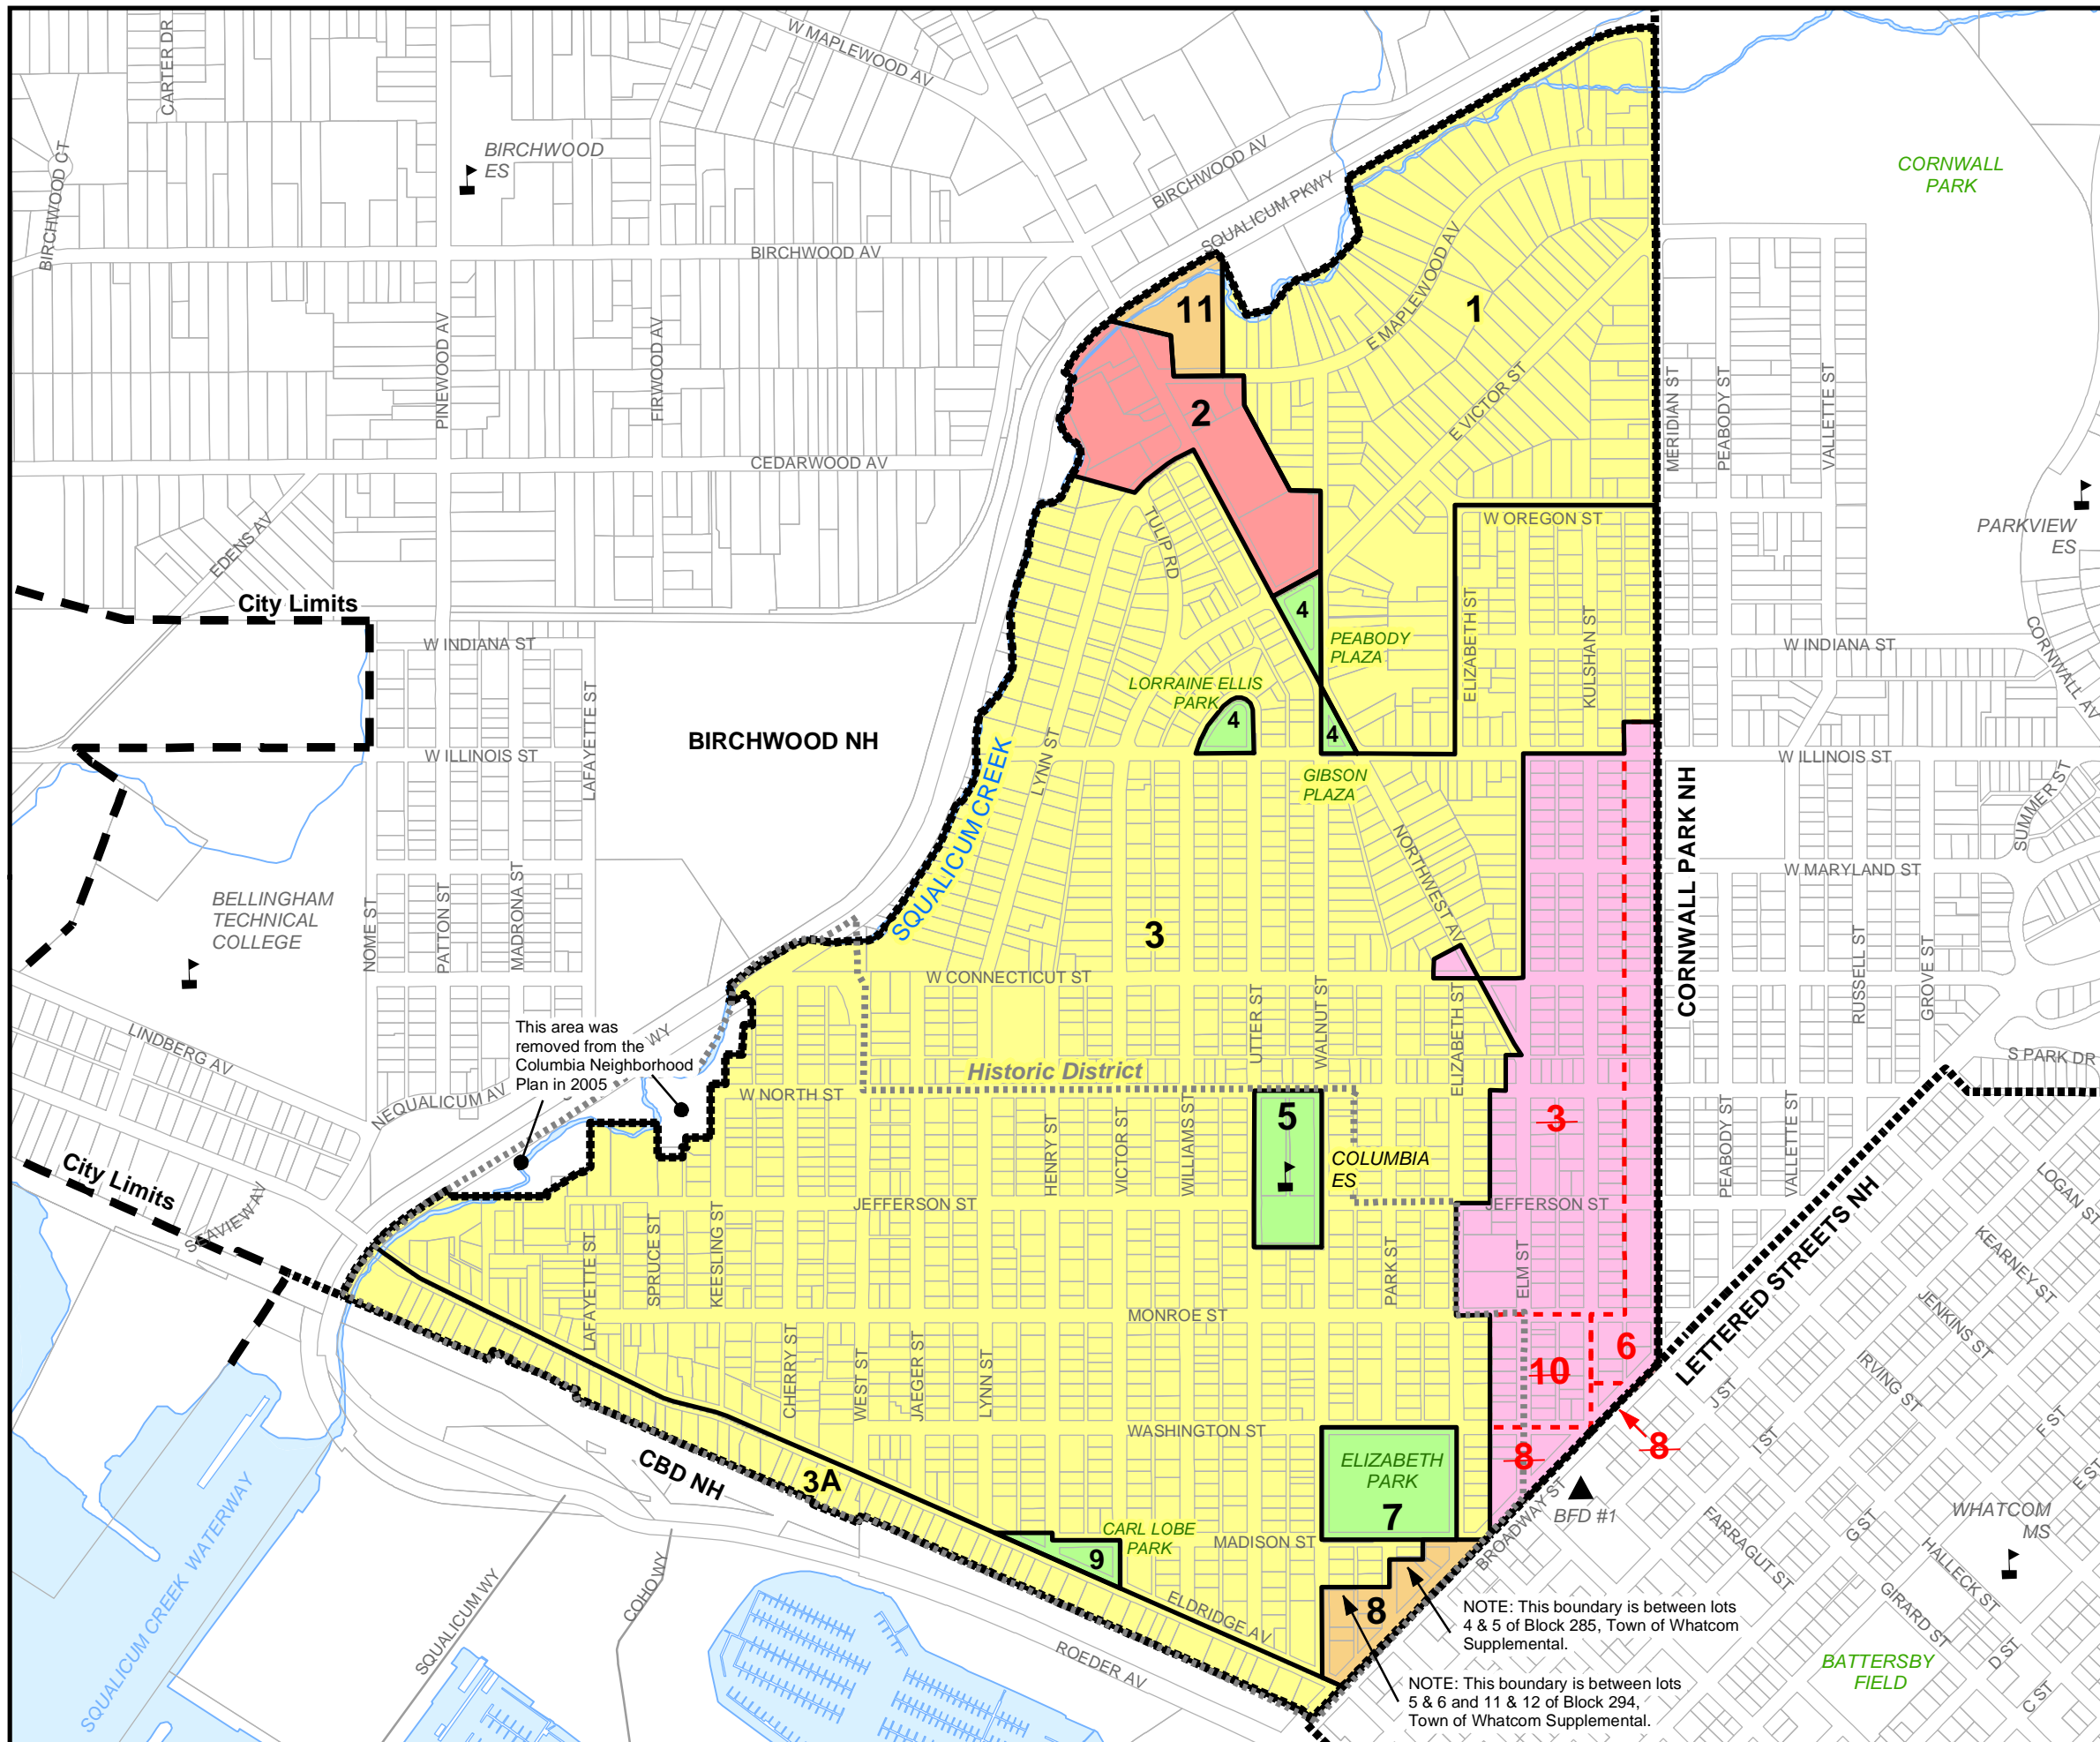 CARTER DR
W MAPLEWOOD AV
BIRCHWOOD CT
BIRCHWOOD
ES
BIRCHWOOD AV
SQUALICUM PKWY
CORNWALL
PARK
BIRCHWOOD AV
E MAPLEWOOD AV
11
1
PINEWOOD AV
FIRWOOD AV
2
E VICTOR ST
MERIDIAN ST
PEABODY ST
VALLETTE ST
CEDARWOOD AV
EDENS AV
TULIP RD
W OREGON ST
PARKVIEW
ES
City Limits
4
ELIZABETH ST
KULSHAN ST
PEABODY
PLAZA
W INDIANA ST
W INDIANA ST
CORNWALL AV
LAFAYETTE ST
LORRAINE ELLIS
PARK
4
4
BIRCHWOOD NH
W ILLINOIS ST
LYNN ST
SQUALICUM CREEK
GIBSON
PLAZA
W ILLINOIS ST
SUMMER ST
CORNWALL PARK NH
NORTHWEST AV
W MARYLAND ST
BELLINGHAM
TECHNICAL
COLLEGE
NOME ST
PATTON ST
MADRONA ST
3
RUSSELL ST
GROVE ST
W CONNECTICUT ST
UTTER ST
WALNUT ST
ELIZABETH ST
LINDBERG AV
This area was
removed from the
Columbia Neighborhood
Plan in 2005
WY
Historic District
S PARK DR
NEQUALICUM AV
W NORTH ST
5
3
HENRY ST
VICTOR ST
WILLIAMS ST
COLUMBIA
ES
PEABODY ST
VALLETTE ST
City Limits
SEAVIEW AV
JEFFERSON ST
JEFFERSON ST
LOGAN ST
LETTERED STREETS NH
KEARNEY ST
LAFAYETTE ST
SPRUCE ST
KEESLING ST
PARK ST
ELM ST
MONROE ST
JENKINS ST
6
10
IRVING ST
CHERRY ST
WEST ST
JAEGER ST
LYNN ST
J ST
I ST
F ST
WASHINGTON ST
8
8
E ST
CBD NH
3A
ELIZABETH
PARK
7
BROADWAY ST
BFD #1
FARRAGUT ST
G ST
WHATCOM
MS
HALLECK ST
CARL LOBE
PARK
9
MADISON ST
SQUALICUM CREEK WATERWAY
SQUALICUM WY
COHO WY
ELDRIDGE AV
8
GIRARD ST
D ST
C ST
ROEDER AV
NOTE: This boundary is between lots
4 & 5 of Block 285, Town of Whatcom
Supplemental.
BATTERSBY
FIELD
NOTE: This boundary is between lots
5 & 6 and 11 & 12 of Block 294,
Town of Whatcom Supplemental.